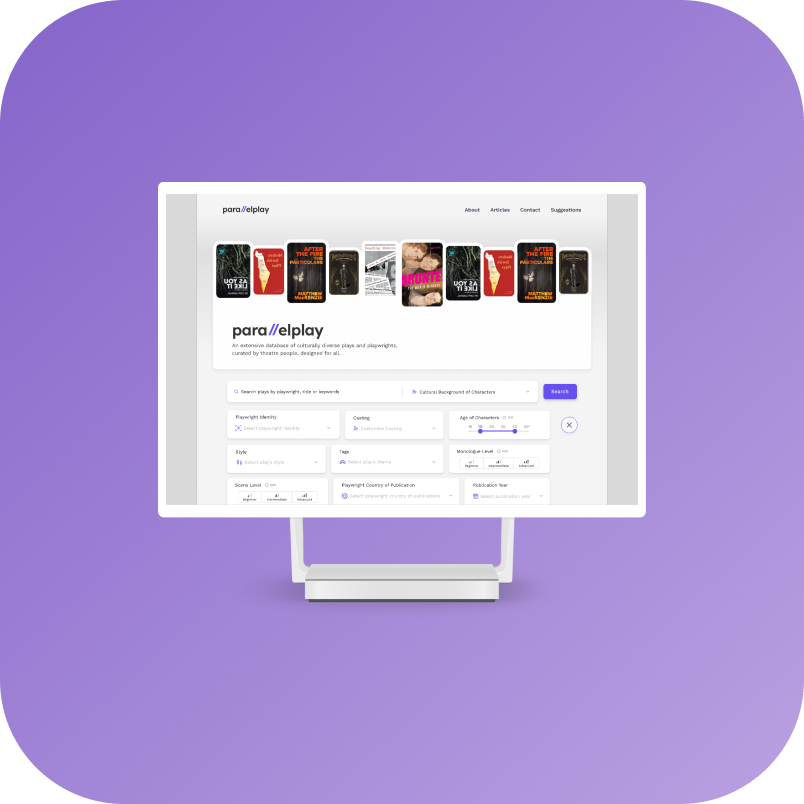 para//elplay
About Articles Contact Suggestions
AS YOU
LIKE IT
AFTER
THE FIRE
THE
PARTICULARS
MATTHEW
MacKENZIE
AS YOU
LIKE IT
AFTER
THE FIRE
THE
PARTICULARS
MATTHEW
MacKENZIE
para//elplay
An extensive database of culturally diverse plays and playwrights,
curated by theatre people, designed for all.
Search plays by playwright, title or keywords
Cultural Background of Characters
Search
Playwright Identity
Select playwright identity
Casting
Customize Casting
Age of Characters
Style
Select play's style
Tags
Select play's theme
Monologue Level
Beginner Intermediate Advanced
Scene Level
Beginner Intermediate Advanced
Playwright Country of Publication
Select playwright country of publications
Publication Year
Select publication year